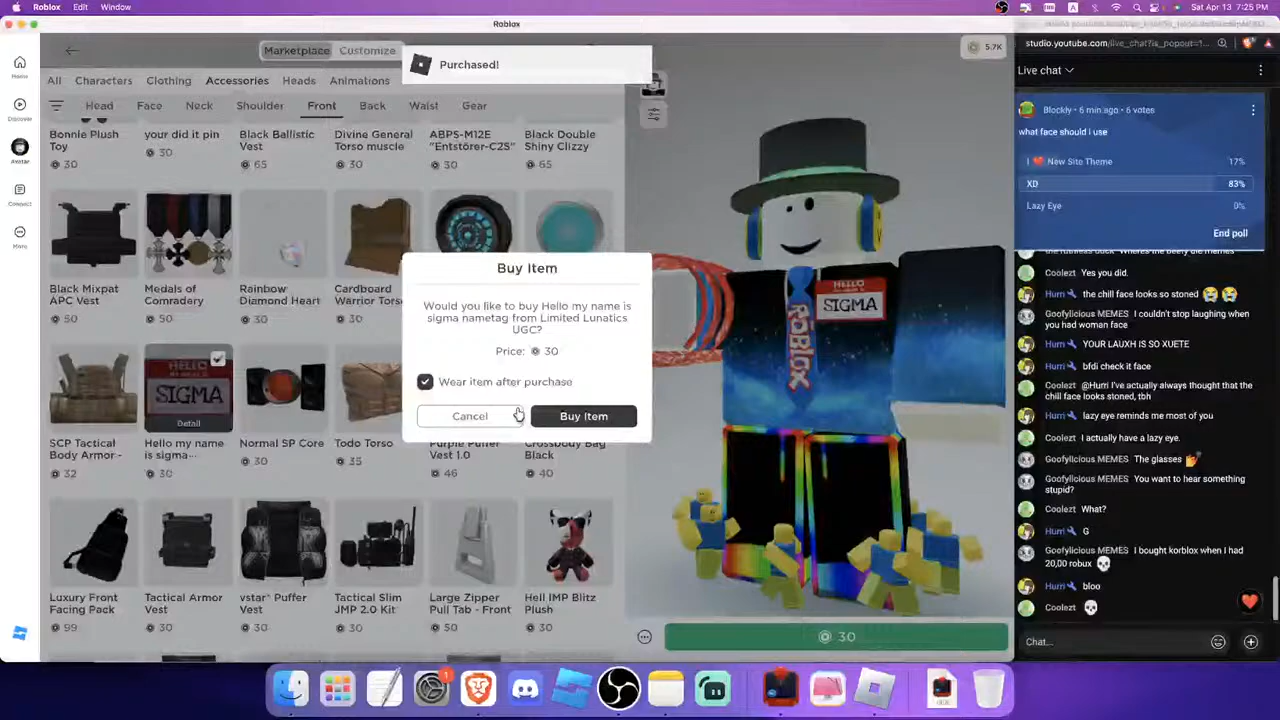 Roblox Edit Window
A
Sat Apr 13 7:25 PM
Roblox
Home
Discover
Avatar
Connect
More
Marketplace Customize
5.7K
Purchased!
All Characters Clothing Accessories Heads Animations
Head Face Neck Shoulder Front Back Waist Gear
Bonnie Plush Toy
30
your did it pin
30
Black Ballistic Vest
65
Divine General Torso muscle
30
ABPS-M12E "Entstörer-C2S"
30
Black Double Shiny Clizzy
65
Black Mixpat APC Vest
50
Medals of Coremory
50
Rainbow Diamond Heart
30
Cardboard Warrior Torso
SCP Tactical Body Armor -
32
HELLO
SIGMA
Detail
Hello my name is sigma...
30
Normal SP Core
30
Todo Torso
35
Purple Puffer Vest 1.0
46
Crossbody Bag Black
40
Luxury Front Facing Pack
99
Tactical Armor Vest
30
vstar* Puffer Vest
30
Tactical Star JMP 2.0 Kit
30
Large Zipper Pull Tab - Front
50
Hell IMP Blitz Plush
30
Buy Item
Would you like to buy Hello my name is
sigma nametag from Limited Lunatics
UGC?
Price: 30
Wear item after purchase
Cancel Buy Item
HELLO
SIGMA
ROBLOX
30
studio.youtube.com/live_chat?is_popout=1...
Live chat
Blockly • 6 min ago • 6 votes
what face should i use
I ❤️ New Site Theme 17%
XD 83%
Lazy Eye 0%
End poll
Coolezt Yes you did.
Hurri the chill face looks so stoned 😭😭
Goofylicious MEMES I couldn't stop laughing when
you had woman face
Hurri YOUR LAUXH IS SO XUETE
Hurri bfdi check it face
Coolezt @Hurri I've actually always thought that the
chill face looks stoned, tbh
Hurri lazy eye reminds me most of you
Coolezt I actually have a lazy eye.
Goofylicious MEMES The glasses 💅
Goofylicious MEMES You want to hear something
stupid?
Coolezt What?
Hurri G
Goofylicious MEMES I bought korblox when I had
20,00 robux 💀
Hurri bloo
Coolezt 💀
Chat...
1